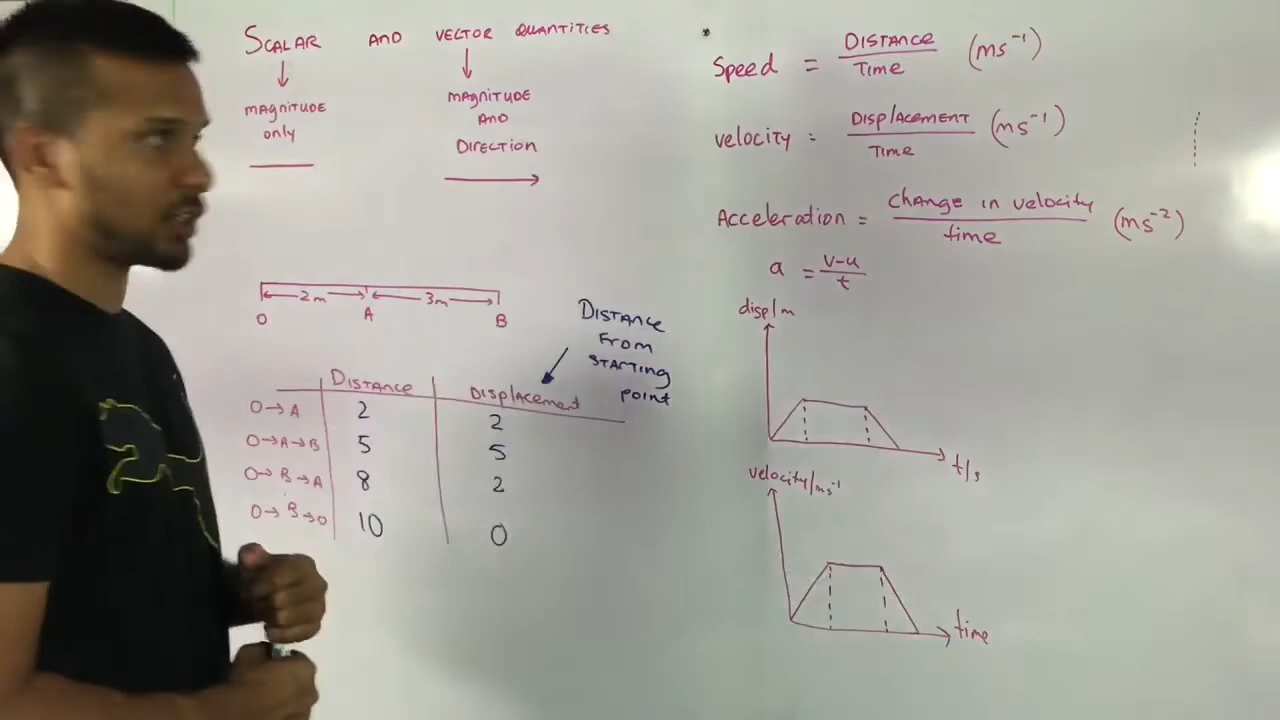 SCALAR AND VECTOR QUANTITIES
MAGNITUDE only
MAGNITUDE AND DIRECTION
2m
3m
O A B
DISTANCE FROM STARTING POINT
DISTANCE DISPLACEMENT
O→A 2 2
O→A→B 5 5
O→B→A 8 2
O→B→O 10 0
Speed = DISTANCE / TIME (ms⁻¹)
velocity = DISPLACEMENT / TIME (ms⁻¹)
Acceleration = change in velocity / time (ms⁻²)
a = v-u / t
displ/m
t/s
velocity/ms⁻¹
time